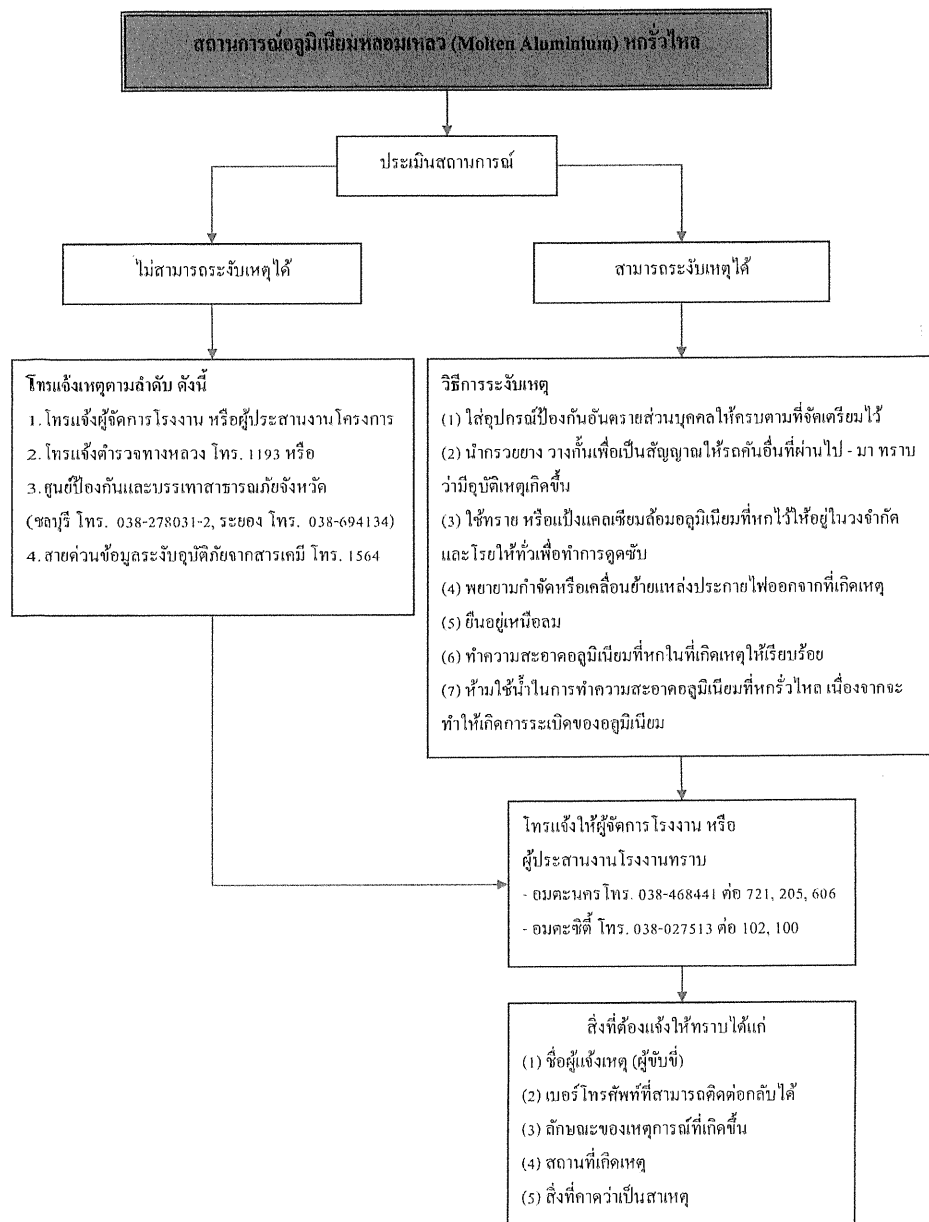 สถานการณ์อลูมิเนียมหลอมเหลว (Molten Aluminium) หกรั่วไหล
ประเมินสถานการณ์
ไม่สามารถระงับเหตุได้
สามารถระงับเหตุได้
โทรแจ้งเหตุตามลำดับ ดังนี้
1. โทรแจ้งผู้จัดการโรงงาน หรือผู้ประสานงานโครงการ
2. โทรแจ้งตำรวจทางหลวง โทร. 1193 หรือ
3. ศูนย์ป้องกันและบรรเทาสาธารณภัยจังหวัด
(ชลบุรี โทร. 038-278031-2, ระยอง โทร. 038-694134)
4. สายด่วนข้อมูลระงับอุบัติภัยจากสารเคมี โทร. 1564
วิธีการระงับเหตุ
(1) ใส่อุปกรณ์ป้องกันอันตรายส่วนบุคคลให้ครบตามที่จัดเตรียมไว้
(2) นำกรวยยาง วางกั้นเพื่อเป็นสัญญาณให้รถคันอื่นที่ผ่านไป - มา ทราบ
ว่ามีอุบัติเหตุเกิดขึ้น
(3) ใช้ทราย หรือแป้งแคลเซียมล้อมอลูมิเนียมที่หกไว้ให้อยู่ในวงจำกัด
และโรยให้ทั่วเพื่อทำการดูดซับ
(4) พยายามกำจัดหรือเคลื่อนย้ายแหล่งประกายไฟออกจากที่เกิดเหตุ
(5) ยืนอยู่เหนือลม
(6) ทำความสะอาดอลูมิเนียมที่หกในที่เกิดเหตุให้เรียบร้อย
(7) ห้ามใช้น้ำในการทำความสะอาดอลูมิเนียมที่หกรั่วไหล เนื่องจากจะ
ทำให้เกิดการระเบิดของอลูมิเนียม
โทรแจ้งให้ผู้จัดการโรงงาน หรือ
ผู้ประสานงานโรงงานทราบ
- อมตะนคร โทร. 038-468441 ต่อ 721, 205, 606
- อมตะซิตี้ โทร. 038-027513 ต่อ 102, 100
สิ่งที่ต้องแจ้งให้ทราบได้แก่
(1) ชื่อผู้แจ้งเหตุ (ผู้ขับขี่)
(2) เบอร์โทรศัพท์ที่สามารถติดต่อกลับได้
(3) ลักษณะของเหตุการณ์ที่เกิดขึ้น
(4) สถานที่เกิดเหตุ
(5) สิ่งที่คาดว่าเป็นสาเหตุ